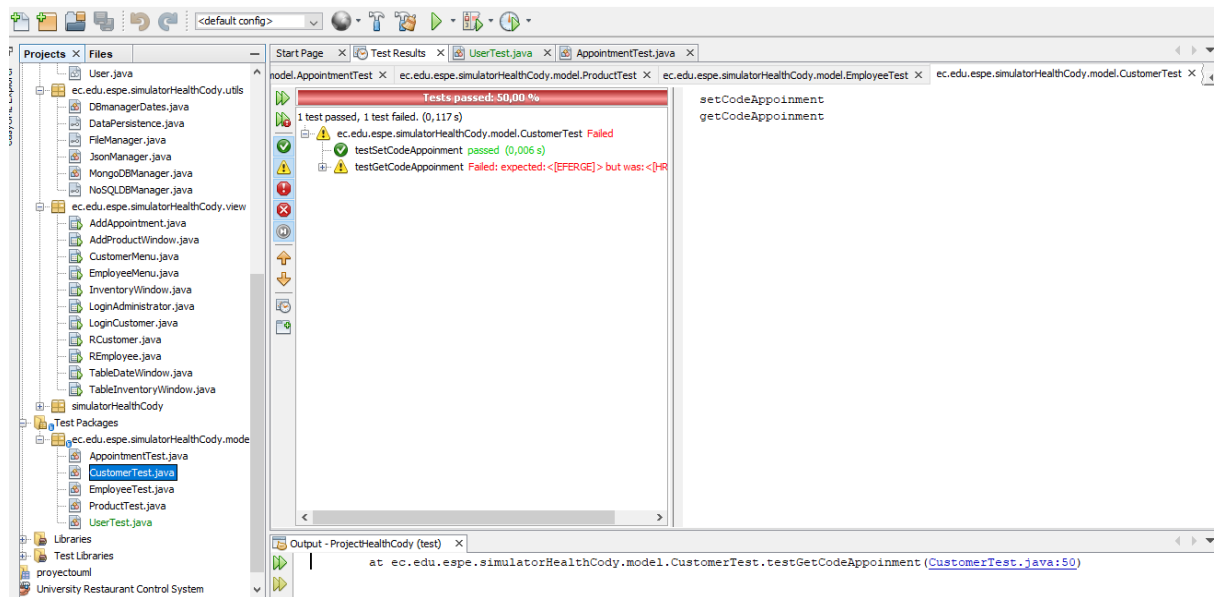 <default config>
Projects
Files
Start Page
Test Results
UserTest.java
AppointmentTest.java
User.java
ec.edu.espe.simulatorHealthCody.utils
DBmanagerDates.java
DataPersistence.java
FileManager.java
JsonManager.java
MongoDBManager.java
NoSQLDBManager.java
ec.edu.espe.simulatorHealthCody.view
AddAppointment.java
AddProductWindow.java
CustomerMenu.java
EmployeeMenu.java
InventoryWindow.java
LoginAdministrator.java
LoginCustomer.java
RCustomer.java
REmployee.java
TableDateWindow.java
TableInventoryWindow.java
simulatorHealthCody
Test Packages
ec.edu.espe.simulatorHealthCody.mode
AppointmentTest.java
CustomerTest.java
EmployeeTest.java
ProductTest.java
UserTest.java
Libraries
Test Libraries
proyectouml
University Restaurant Control System
nodel.AppointmentTest
ec.edu.espe.simulatorHealthCody.model.ProductTest
ec.edu.espe.simulatorHealthCody.model.EmployeeTest
ec.edu.espe.simulatorHealthCody.model.CustomerTest
Tests passed: 50,00 %
1 test passed, 1 test failed. (0,117 s)
ec.edu.espe.simulatorHealthCody.model.CustomerTest Failed
testSetCodeAppoinment passed (0,006 s)
testGetCodeAppoinment Failed: expected:<[EFERGE]> but was:<[HR
setCodeAppoinment
getCodeAppoinment
Output - ProjectHealthCody (test)
at ec.edu.espe.simulatorHealthCody.model.CustomerTest.testGetCodeAppoinment(CustomerTest.java:50)